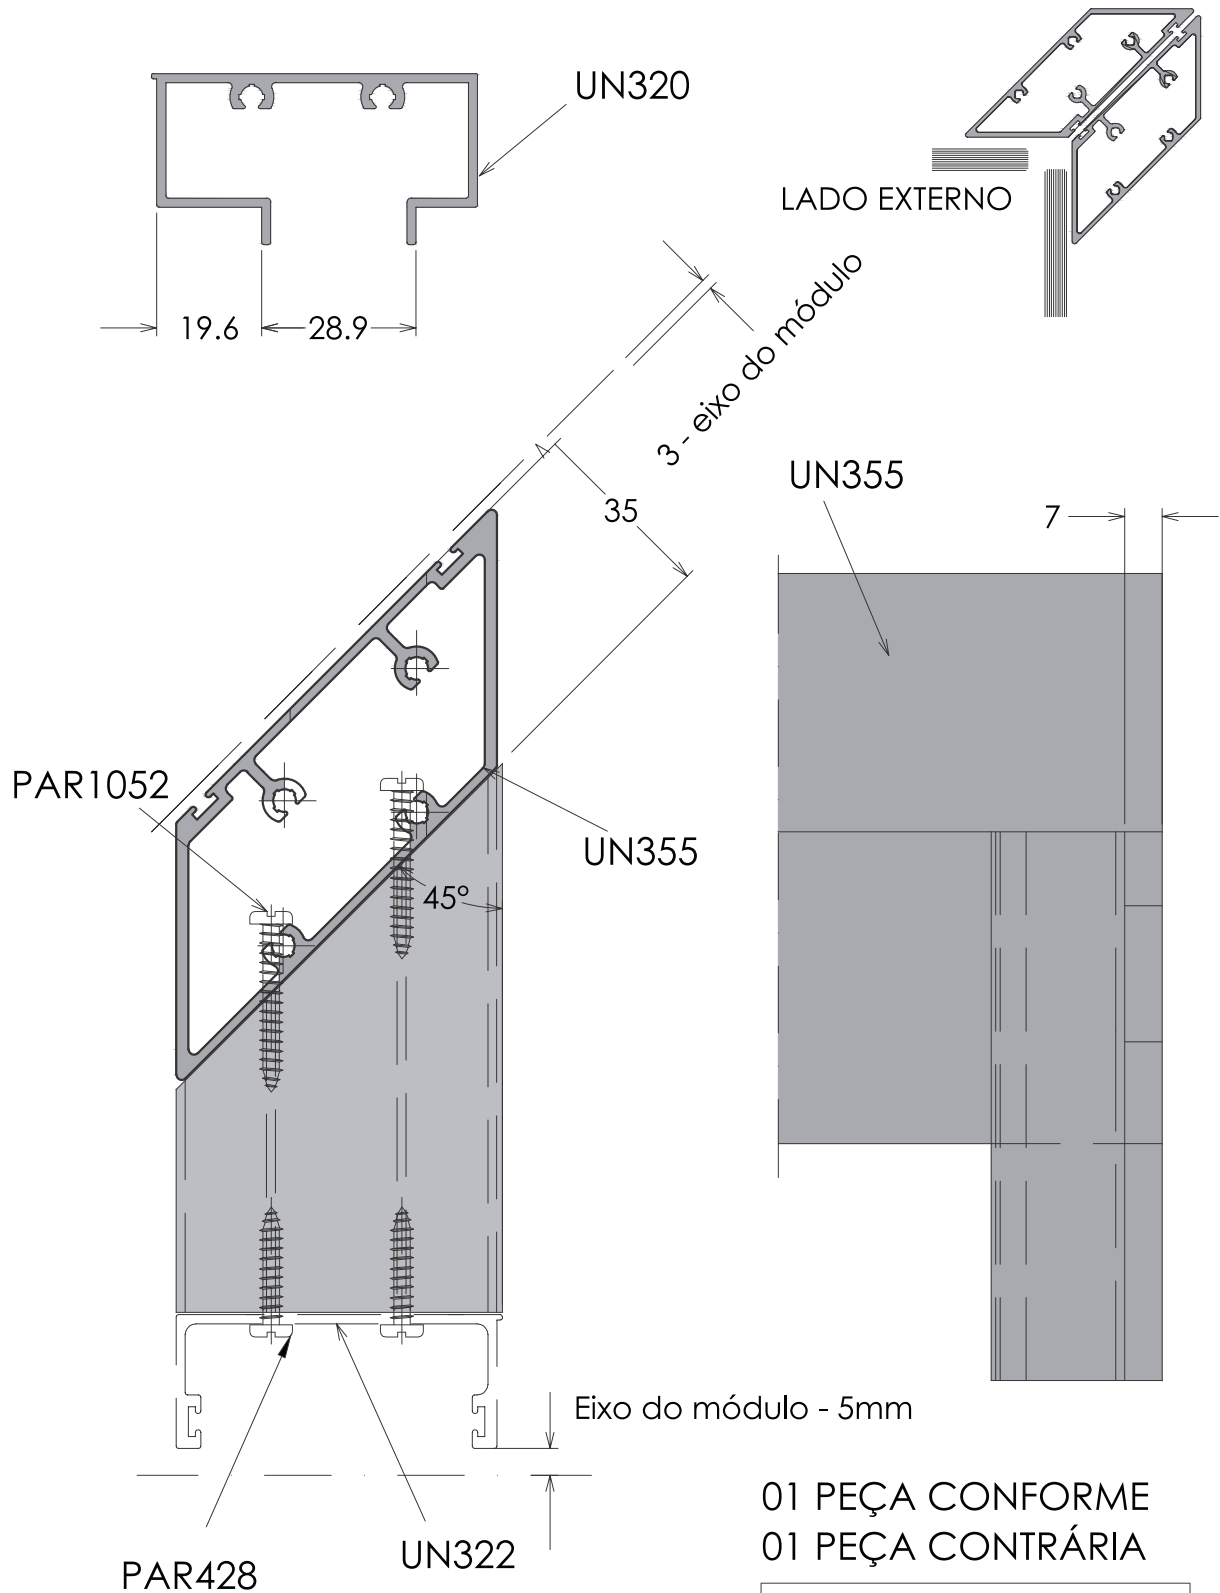 UN320
LADO EXTERNO
19.6
28.9
3 - eixo do módulo
35
UN355
7
PAR1052
UN355
45º
Eixo do módulo - 5mm
01 PEÇA CONFORME
01 PEÇA CONTRÁRIA
UN322
PAR428